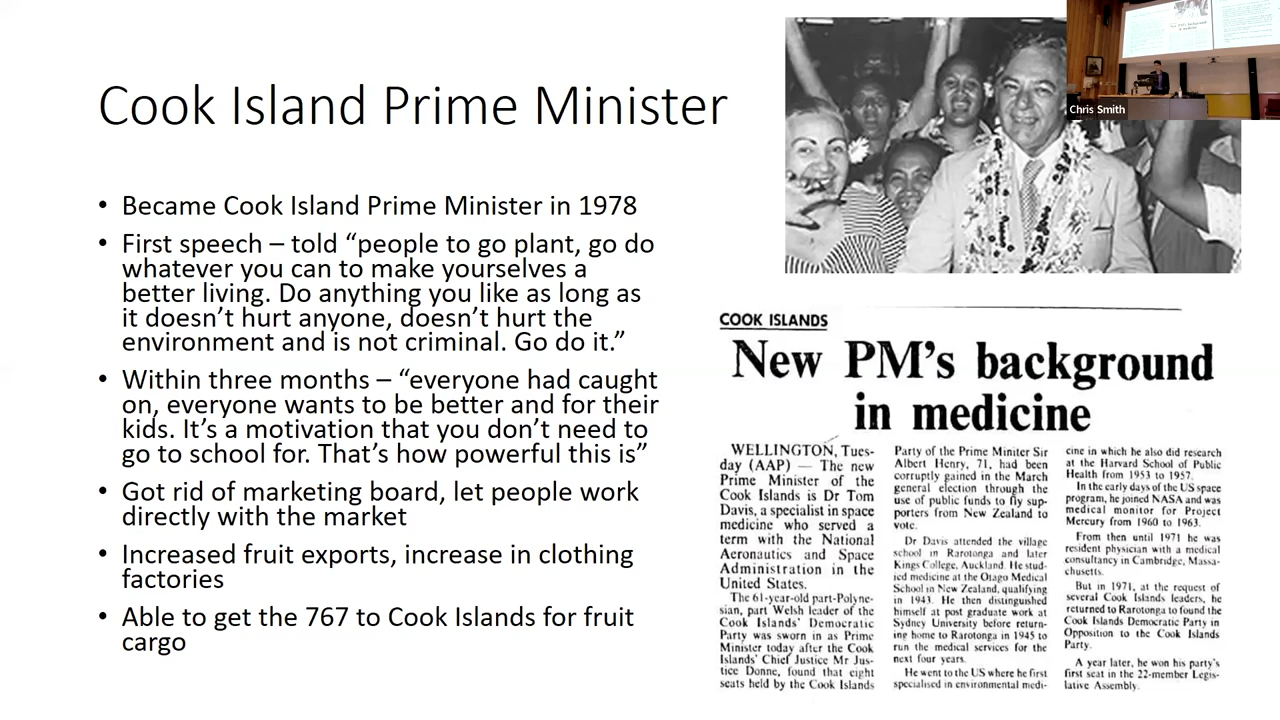 Cook Island Prime Minister
• Became Cook Island Prime Minister in 1978
• First speech – told “people to go plant, go do
whatever you can to make yourselves a
better living. Do anything you like as long as
it doesn’t hurt anyone, doesn’t hurt the
environment and is not criminal. Go do it.”
• Within three months – “everyone had caught
on, everyone wants to be better and for their
kids. It’s a motivation that you don’t need to
go to school for. That’s how powerful this is”
• Got rid of marketing board, let people work
directly with the market
• Increased fruit exports, increase in clothing
factories
• Able to get the 767 to Cook Islands for fruit
cargo
Chris Smith
COOK ISLANDS
New PM’s background
in medicine
WELLINGTON, Tues-
day (AAP) — The new
Prime Minister of the
Cook Islands is Dr Tom
Davis, a specialist in space
medicine who served a
term with the National
Aeronautics and Space
Administration in the
United States.
The 61-year-old part-Polyne-
sian, part Welsh leader of the
Cook Islands’ Democratic
Party was sworn in as Prime
Minister today after the Cook
Islands’ Chief Justice Mr Jus-
tice Donne, found that eight
seats held by the Cook Islands
Party of the Prime Miniter Sir
Albert Henry, 71, had been
corruptly gained in the March
general election through the
use of public funds to fly sup-
porters from New Zealand to
vote.
Dr Davis attended the village
school in Rarotonga and later
Kings College, Auckland. He stud-
ied medicine at the Otago Medical
School in New Zealand, qualifying
in 1943. He then distinguished
himself at post graduate work at
Sydney University before return-
ing home to Rarotonga in 1945 to
run the medical services for the
next four years.
He went to the US where he first
specialised in environmental medi-
cine in which he also did research
at the Harvard School of Public
Health from 1953 to 1957.
In the early days of the US space
program, he joined NASA and was
medical monitor for Project
Mercury from 1960 to 1963.
From then until 1971 he was
resident physician with a medical
consultancy in Cambridge, Massa-
chusetts.
But in 1971, at the request of
several Cook Islands leaders, he
returned to Rarotonga to found the
Cook Islands Democratic Party in
Opposition to the Cook Islands
Party.
A year later, he won his party’s
first seat in the 22-member Legis-
lative Assembly.